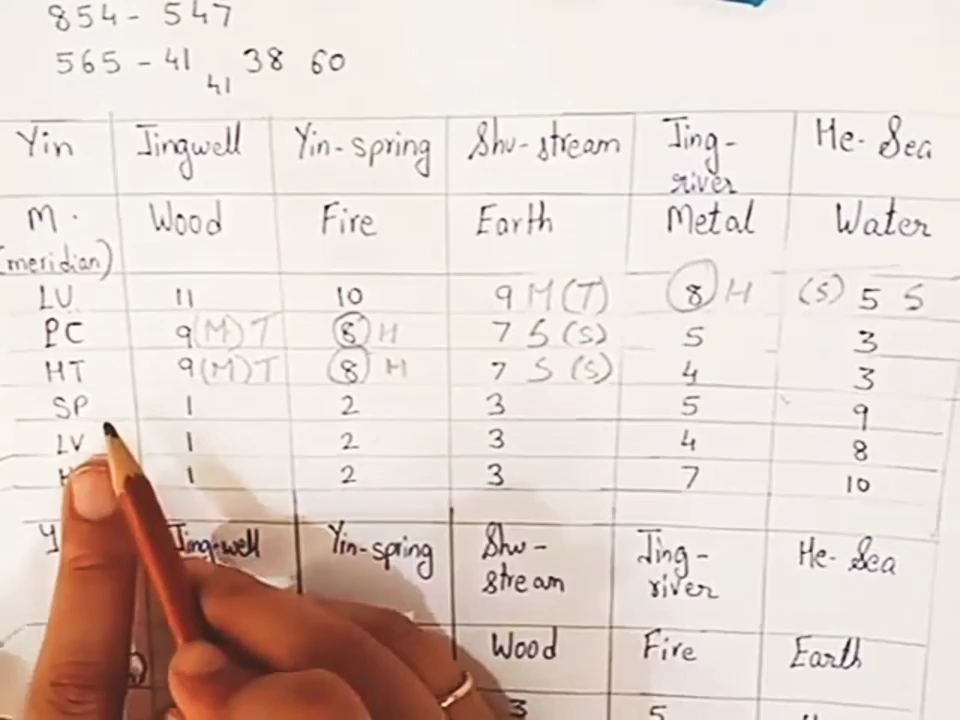 854 - 547
565 - 41 38 60
41
Yin Jingwell Yin-spring Shu-stream Jing- He-Sea
river
M. Wood Fire Earth Metal Water
(meridian)
LU 11 10 9 M(T) 8 H (S) 5 S
PC 9(M)T 8 H 7 S (S) 5 3
HT 9(M)T 8 H 7 S (S) 4 3
SP 1 2 3 5 9
LV 1 2 3 4 8
1 2 3 7 10
Jing-well Yin-spring Shu- Jing- He-Sea
stream river
Wood Fire Earth
3 5